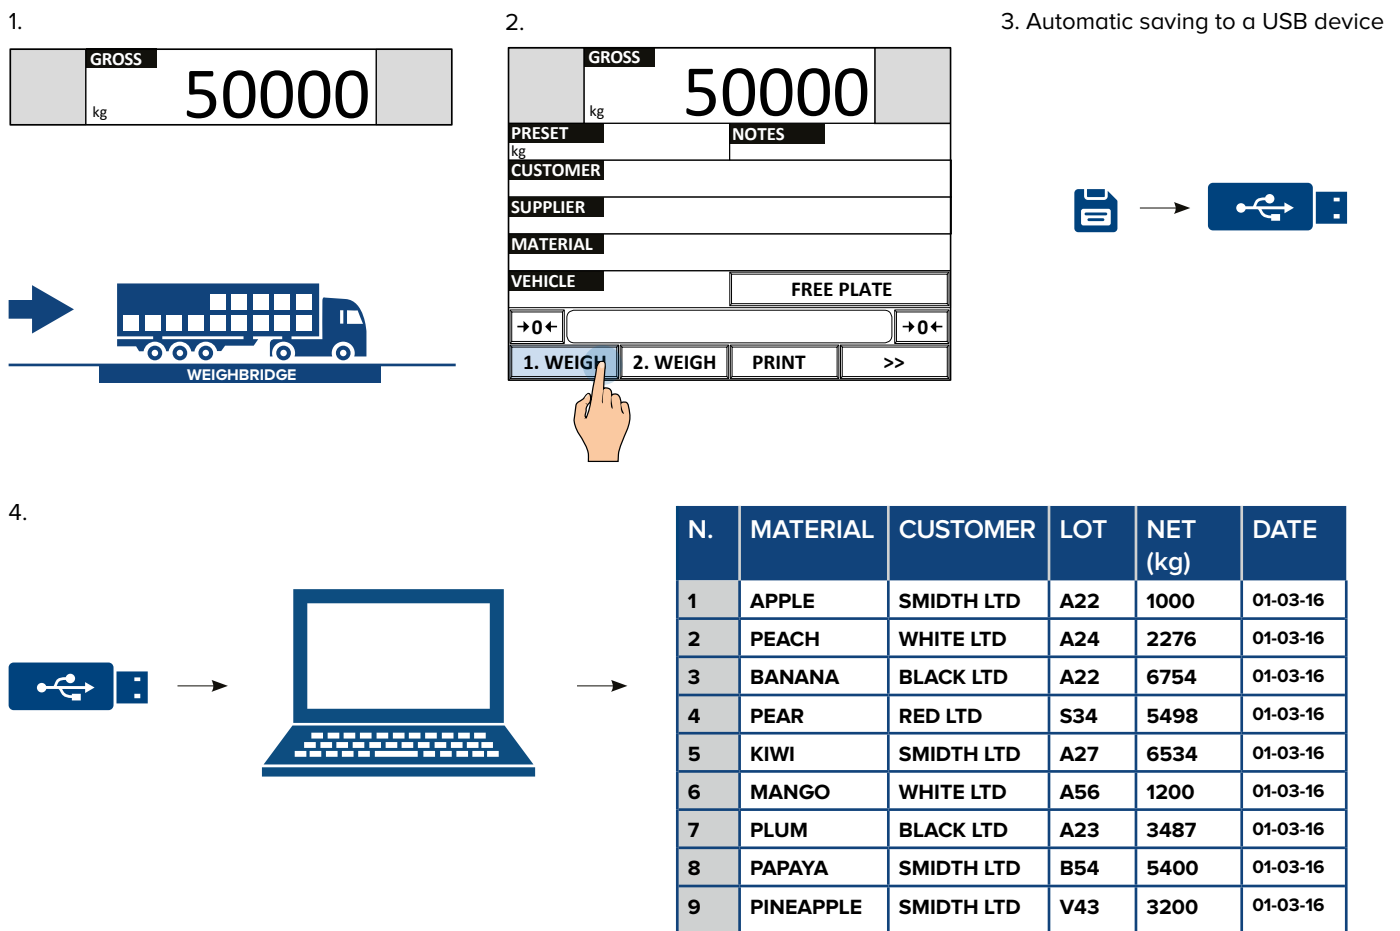 1.
GROSS
kg 50000
WEIGHBRIDGE
2.
GROSS
kg 50000
PRESET NOTES
kg
CUSTOMER
SUPPLIER
MATERIAL
VEHICLE FREE PLATE
→0← →0←
1. WEIGH 2. WEIGH PRINT >>
3. Automatic saving to a USB device
4.
N. MATERIAL CUSTOMER LOT NET (kg) DATE
1 APPLE SMIDTH LTD A22 1000 01-03-16
2 PEACH WHITE LTD A24 2276 01-03-16
3 BANANA BLACK LTD A22 6754 01-03-16
4 PEAR RED LTD S34 5498 01-03-16
5 KIWI SMIDTH LTD A27 6534 01-03-16
6 MANGO WHITE LTD A56 1200 01-03-16
7 PLUM BLACK LTD A23 3487 01-03-16
8 PAPAYA SMIDTH LTD B54 5400 01-03-16
9 PINEAPPLE SMIDTH LTD V43 3200 01-03-16